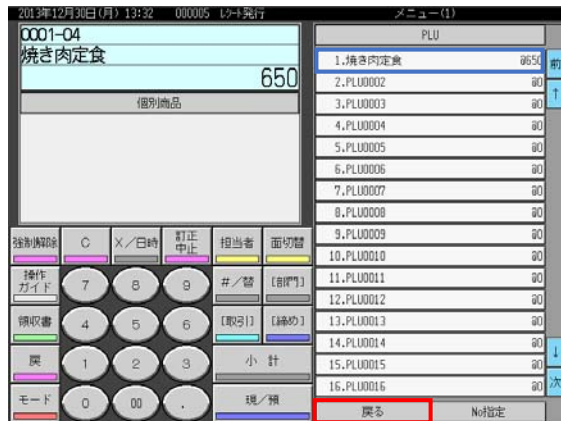 2013年12月30日(月) 13:32 000005 レシート発行
メニュー(1)
0001-04
焼き肉定食
650
個別商品
PLU
1.焼き肉定食 @650
2.PLU0002 @0
3.PLU0003 @0
4.PLU0004 @0
5.PLU0005 @0
6.PLU0006 @0
7.PLU0007 @0
8.PLU0008 @0
9.PLU0009 @0
10.PLU0010 @0
11.PLU0011 @0
12.PLU0012 @0
13.PLU0013 @0
14.PLU0014 @0
15.PLU0015 @0
16.PLU0016 @0
前
↑
↓
次
戻る No指定
強制解除 C X/日時 訂正
中止
担当者 面切替
操作
ガイド
7 8 9 #/替 [部門]
領収書 4 5 6 [取引] [締め]
戻 1 2 3 小 計
モード 0 00 . 現/預